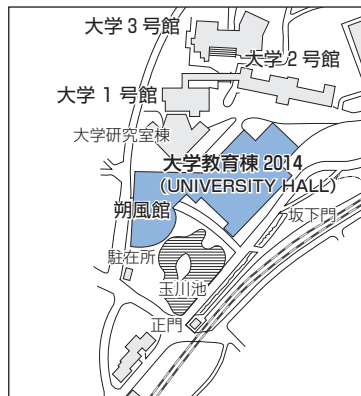 大学3号館
大学2号館
大学1号館
大学研究室棟
大学教育棟 2014
(UNIVERSITY HALL)
朔風館
坂下門
駐在所
玉川池
正門